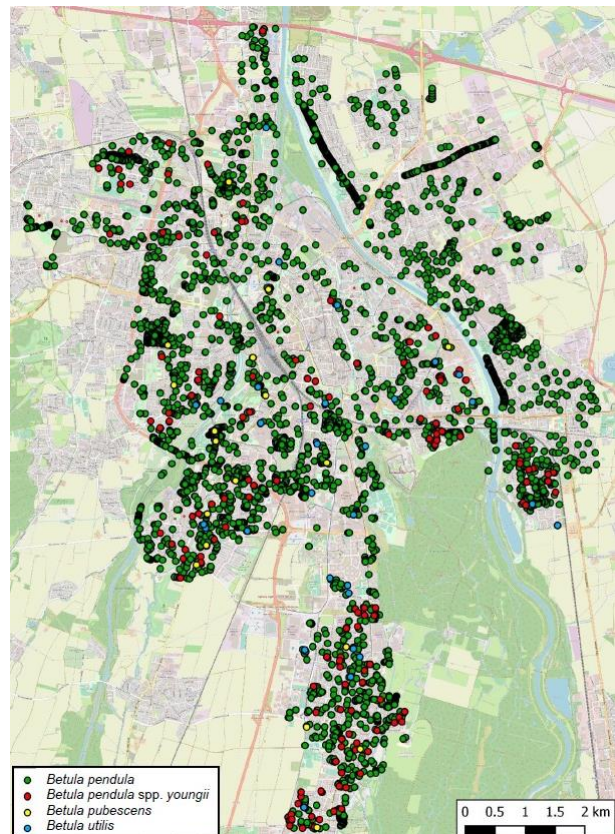 Betula pendula
Betula pendula spp. youngii
Betula pubescens
Betula utilis
0 0.5 1 1.5 2 km